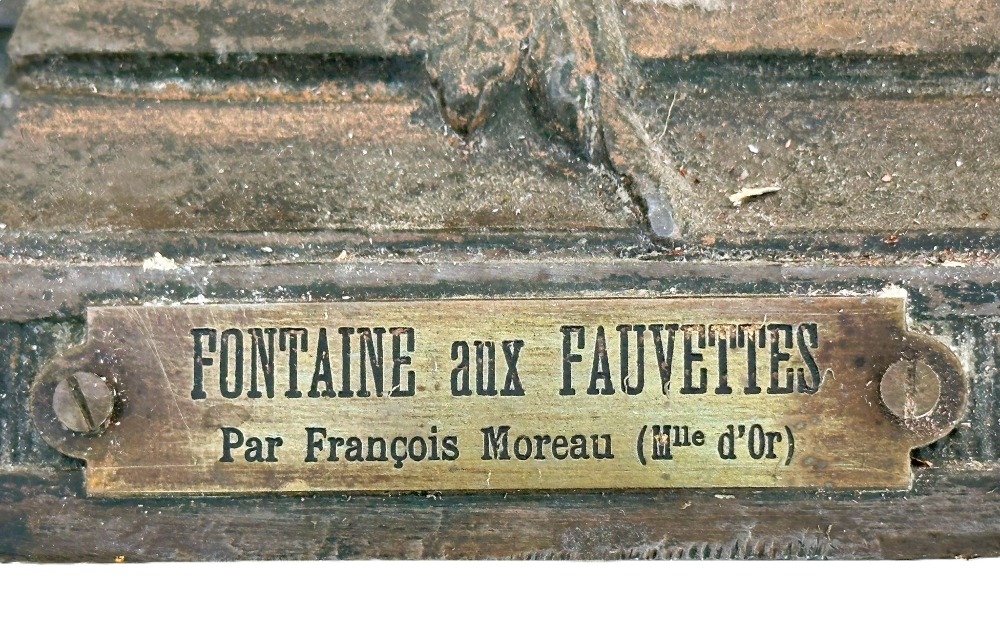 FONTAINE aux FAUVETTES
Par François Moreau (Mlle d'Or)